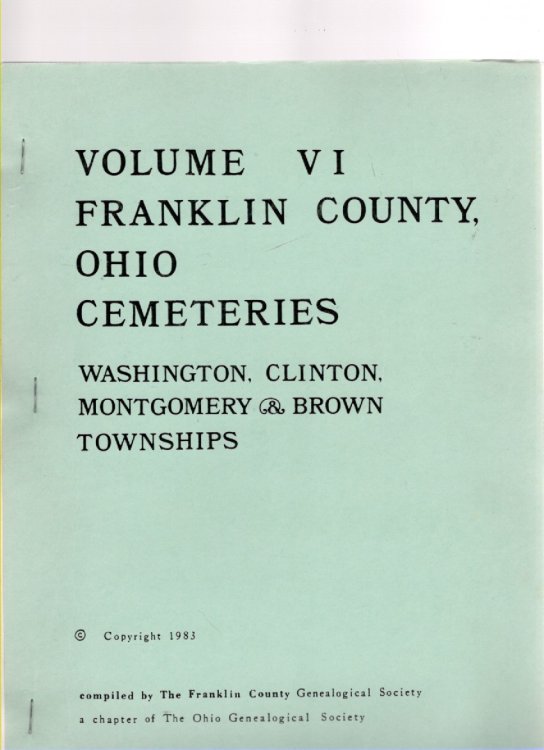 VOLUME VI
FRANKLIN COUNTY,
OHIO
CEMETERIES
WASHINGTON, CLINTON,
MONTGOMERY & BROWN
TOWNSHIPS
© Copyright 1983
compiled by The Franklin County Genealogical Society
a chapter of The Ohio Genealogical Society